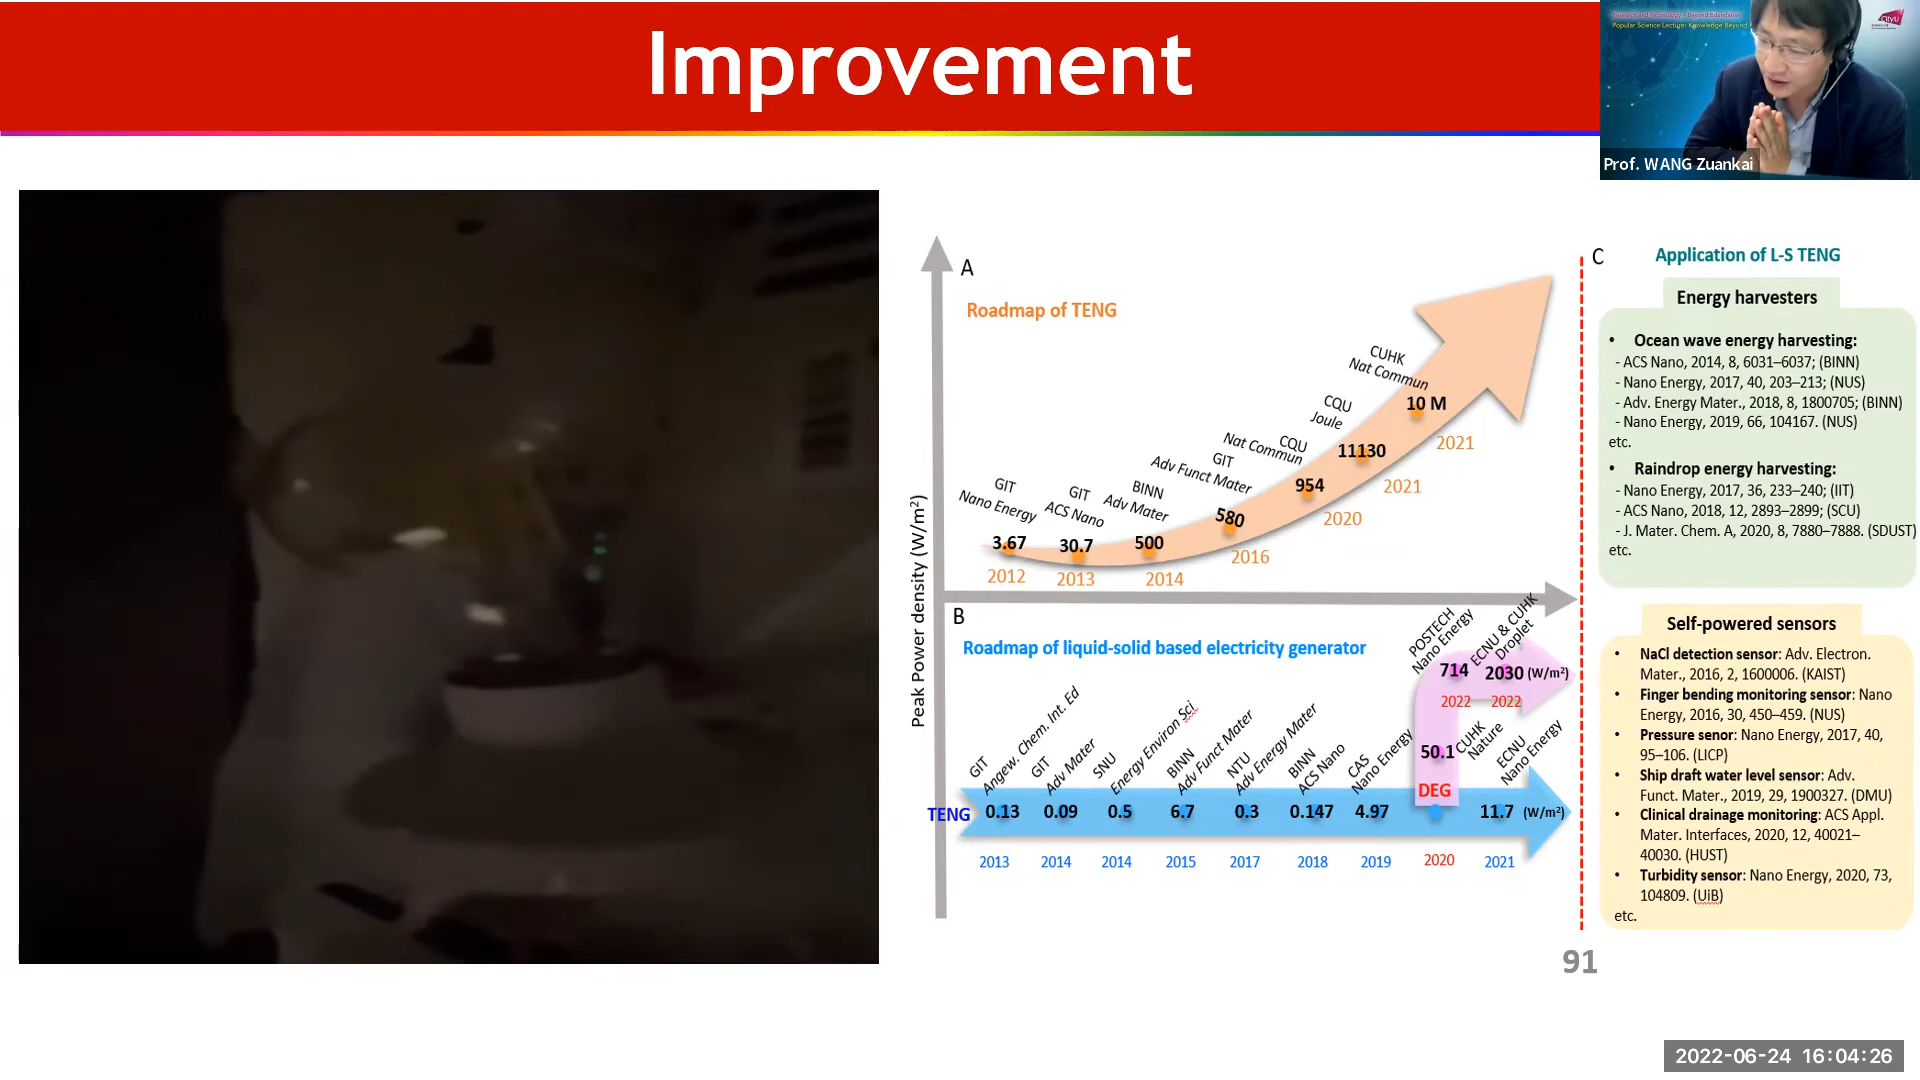 Improvement
Research and Technology – Beyond Boundaries
Popular Science Lecture: Knowledge Beyond
CityU
Prof. WANG Zuankai
A
Roadmap of TENG
Peak Power density (W/m²)
GIT
Nano Energy
3.67
2012
GIT
ACS Nano
30.7
2013
BINN
Adv Mater
500
2014
GIT
Adv Funct Mater
580
2016
CQU
Nat Commun
954
2020
CQU
Joule
11130
2021
CUHK
Nat Commun
10 M
2021
B
Roadmap of liquid-solid based electricity generator
TENG
GIT
Angew. Chem. Int. Ed
0.13
2013
GIT
Adv Mater
0.09
2014
SNU
Energy Environ Sci
0.5
2014
BINN
Adv Funct Mater
6.7
2015
NTU
Adv Energy Mater
0.3
2017
BINN
ACS Nano
0.147
2018
CAS
Nano Energy
4.97
2019
CUHK
Nature
50.1
DEG
2020
POSTECH
Nano Energy
714
2022
ECNU & CUHK
Droplet
2030 (W/m²)
2022
ECNU
Nano Energy
11.7 (W/m²)
2021
C
Application of L-S TENG
Energy harvesters
• Ocean wave energy harvesting:
- ACS Nano, 2014, 8, 6031–6037; (BINN)
- Nano Energy, 2017, 40, 203–213; (NUS)
- Adv. Energy Mater., 2018, 8, 1800705; (BINN)
- Nano Energy, 2019, 66, 104167. (NUS)
etc.
• Raindrop energy harvesting:
- Nano Energy, 2017, 36, 233–240; (IIT)
- ACS Nano, 2018, 12, 2893–2899; (SCU)
- J. Mater. Chem. A, 2020, 8, 7880–7888. (SDUST)
etc.
Self-powered sensors
• NaCl detection sensor: Adv. Electron.
Mater., 2016, 2, 1600006. (KAIST)
• Finger bending monitoring sensor: Nano
Energy, 2016, 30, 450–459. (NUS)
• Pressure senor: Nano Energy, 2017, 40,
95–106. (LICP)
• Ship draft water level sensor: Adv.
Funct. Mater., 2019, 29, 1900327. (DMU)
• Clinical drainage monitoring: ACS Appl.
Mater. Interfaces, 2020, 12, 40021–
40030. (HUST)
• Turbidity sensor: Nano Energy, 2020, 73,
104809. (UiB)
etc.
91
2022-06-24 16:04:26